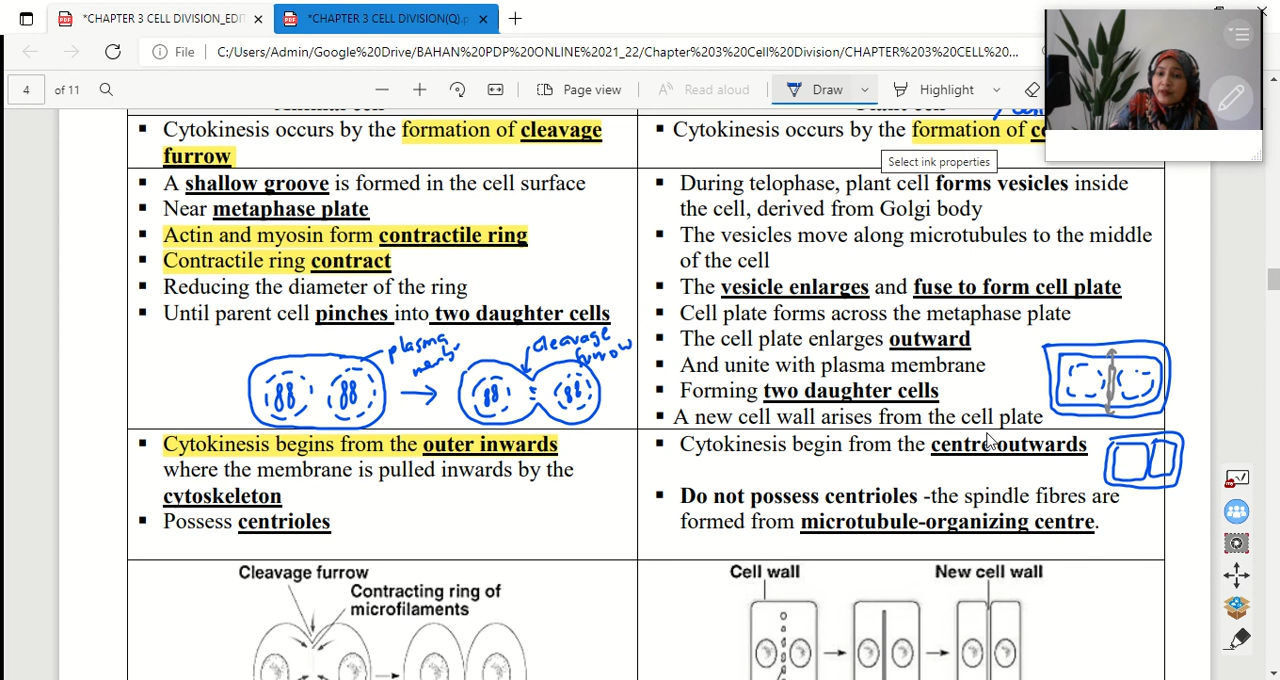 *CHAPTER 3 CELL DIVISION_EDI
*CHAPTER 3 CELL DIVISION(Q).p
File
C:/Users/Admin/Google%20Drive/BAHAN%20PDP%20ONLINE%2021_22/Chapter%203%20Cell%20Division/CHAPTER%203%20CELL%20...
4 of 11
Page view
Read aloud
Draw
Highlight
Cytokinesis occurs by the formation of cleavage
furrow
Cytokinesis occurs by the formation of
Select ink properties
A shallow groove is formed in the cell surface
Near metaphase plate
Actin and myosin form contractile ring
Contractile ring contract
Reducing the diameter of the ring
Until parent cell pinches into two daughter cells
plasma
cleavage
furrow
During telophase, plant cell forms vesicles inside
the cell, derived from Golgi body
The vesicles move along microtubules to the middle
of the cell
The vesicle enlarges and fuse to form cell plate
Cell plate forms across the metaphase plate
The cell plate enlarges outward
And unite with plasma membrane
Forming two daughter cells
A new cell wall arises from the cell plate
Cytokinesis begins from the outer inwards
where the membrane is pulled inwards by the
cytoskeleton
Possess centrioles
Cytokinesis begin from the centre outwards
Do not possess centrioles -the spindle fibres are
formed from microtubule-organizing centre.
Cleavage furrow
Contracting ring of
microfilaments
Cell wall
New cell wall